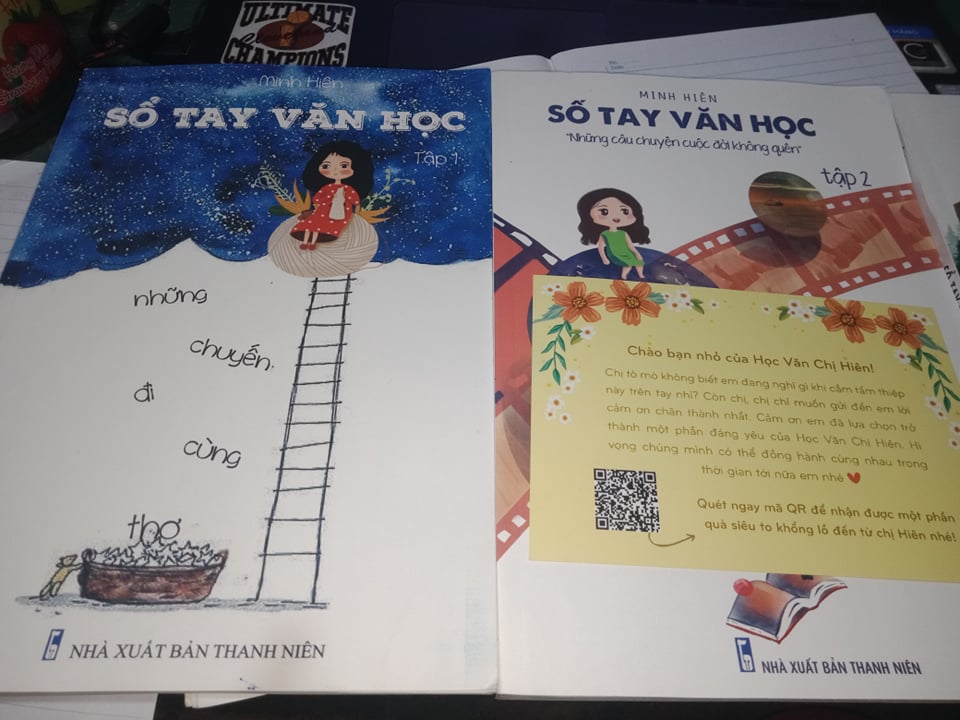 ULTIMATE
Cleveland
CHAMPIONS
Minh Hiên
SỔ TAY VĂN HỌC
Tập 1
những
chuyến
đi
cùng
thơ
NHÀ XUẤT BẢN THANH NIÊN
MINH HIÊN
SỔ TAY VĂN HỌC
"Những câu chuyện cuộc đời không quên"
tập 2
Chào bạn nhỏ của Học Văn Chị Hiên!
Chị tò mò không biết em đang nghĩ gì khi cầm tấm thiệp
này trên tay nhỉ? Còn chị, chị chỉ muốn gửi đến em lời
cảm ơn chân thành nhất. Cảm ơn em đã lựa chọn trở
thành một phần đáng yêu của Học Văn Chị Hiên. Hi
vọng chúng mình có thể đồng hành cùng nhau trong
thời gian tới nữa em nhé
Quét ngay mã QR để nhận được một phần
quà siêu to khổng lồ đến từ chị Hiên nhé!
NHÀ XUẤT BẢN THANH NIÊN